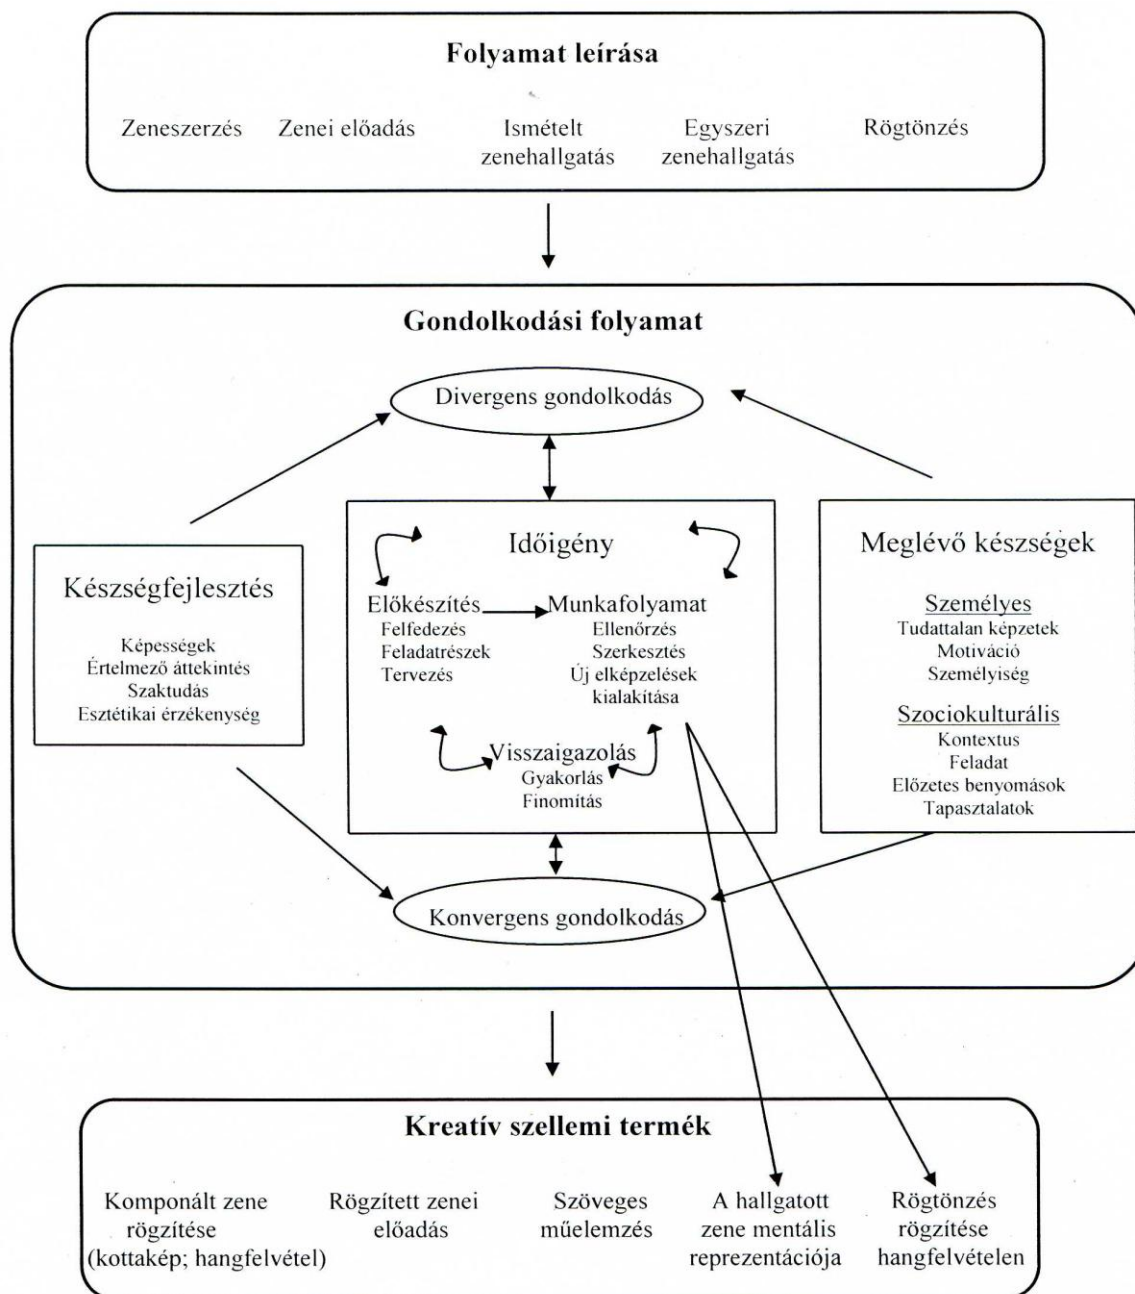 Folyamat leírása
Zeneszerzés
Zenei előadás
Ismételt
zenehallgatás
Egyszeri
zenehallgatás
Rögtönzés
Gondolkodási folyamat
Divergens gondolkodás
Készségfejlesztés
Képességek
Értelmező áttekintés
Szaktudás
Esztétikai érzékenység
Időigény
Előkészítés
Felfedezés
Feladatrészek
Tervezés
Munkafolyamat
Ellenőrzés
Szerkesztés
Új elképzelések
kialakítása
Visszaigazolás
Gyakorlás
Finomítás
Meglévő készségek
Személyes
Tudattalan képzetek
Motiváció
Személyiség
Szociokulturális
Kontextus
Feladat
Előzetes benyomások
Tapasztalatok
Konvergens gondolkodás
Kreatív szellemi termék
Komponált zene
rögzítése
(kottakép; hangfelvétel)
Rögzített zenei
előadás
Szöveges
műelemzés
A hallgatott
zene mentális
reprezentációja
Rögtönzés
rögzítése
hangfelvételen